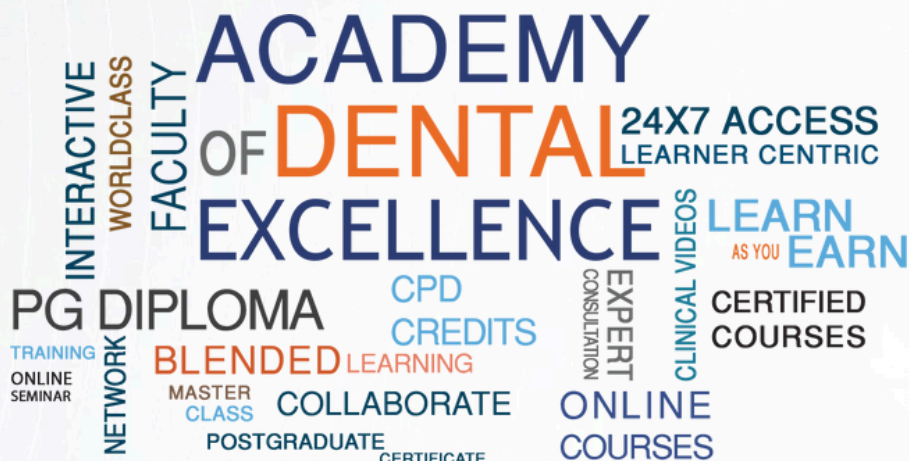 ACADEMY
OF DENTAL
EXCELLENCE
INTERACTIVE
WORLDCLASS
FACULTY
24X7 ACCESS
LEARNER CENTRIC
LEARN
AS YOU EARN
CLINICAL VIDEOS
EXPERT
CONSULTATION
CERTIFIED
COURSES
PG DIPLOMA
CPD
CREDITS
TRAINING
ONLINE
SEMINAR
NETWORK
BLENDED LEARNING
MASTER
CLASS
COLLABORATE
POSTGRADUATE
CERTIFICATE
ONLINE
COURSES